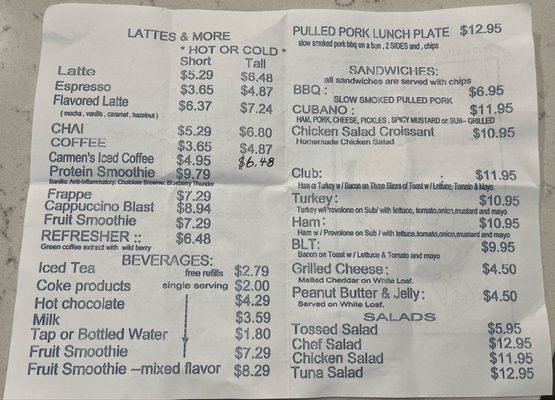 LATTES & MORE
* HOT OR COLD *
Short Tall
Latte $5.29 $6.48
Espresso $3.65 $4.87
Flavored Latte $6.37 $7.24
( mocha , vanilla , caramel , hazelnut )
CHAI $5.29 $6.80
COFFEE $3.65 $4.87
Carmen's Iced Coffee $4.95 $6.48
Protein Smoothie $9.79
Vanilla: Anti-Inflammatory: Chololate Brownie: Blueberry Thunder
Frappe $7.29
Cappuccino Blast $8.94
Fruit Smoothie $7.29
REFRESHER :: $6.48
Green coffee extract with wild berry
BEVERAGES:
Iced Tea free refills $2.79
Coke products single serving $2.00
Hot chocolate $4.29
Milk $3.59
Tap or Bottled Water $1.80
Fruit Smoothie $7.29
Fruit Smoothie –mixed flavor $8.29
PULLED PORK LUNCH PLATE $12.95
slow smoked pork bbq on a bun , 2 SIDES and , chips
SANDWICHES:
all sandwiches are served with chips
BBQ : $6.95
SLOW SMOKED PULLED PORK
CUBANO : $11.95
HAM, PORK, CHEESE, PICKLES , SPICY MUSTARD on SUB– GRILLED
Chicken Salad Croissant $10.95
Homemade Chicken Salad
Club: $11.95
Ham or Turkey w / Bacon on Three Slices of Toast w / Lettuce, Tomato & Mayo.
Turkey: $10.95
Turkey w/Provolone on Sub/ with lettuce, tomato,onion,mustard and mayo
Ham: $10.95
Ham w / Provolone on Sub / with lettuce,tomato,onion,mustard and mayo
BLT: $9.95
Bacon on Toast w / Lettuce & Tomato and mayo
Grilled Cheese: $4.50
Melted Cheddar on White Loaf.
Peanut Butter & Jelly: $4.50
Served on White Loaf.
SALADS
Tossed Salad $5.95
Chef Salad $12.95
Chicken Salad $11.95
Tuna Salad $12.95